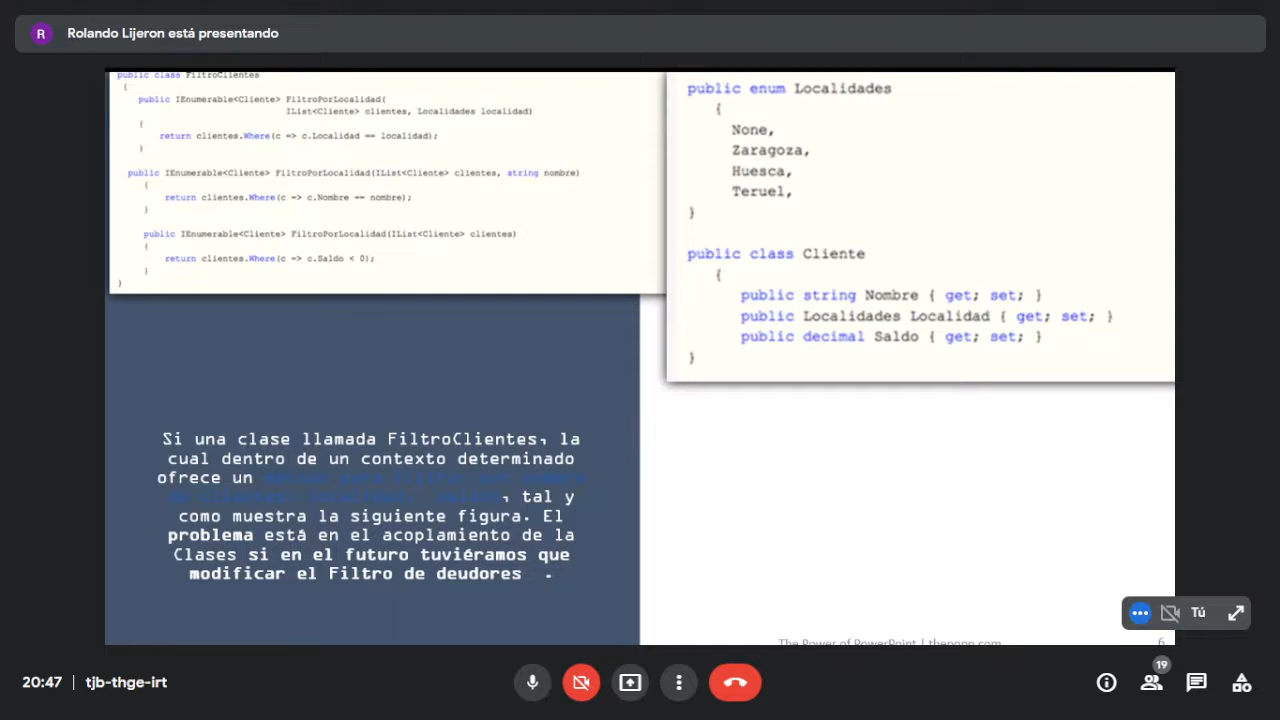 R
Rolando Lijeron está presentando
public class FiltroClientes
{
public IEnumerable<Cliente> FiltroPorLocalidad(
IList<Cliente> clientes, Localidades localidad)
{
return clientes.Where(c => c.Localidad == localidad);
}
public IEnumerable<Cliente> FiltroPorLocalidad(IList<Cliente> clientes, string nombre)
{
return clientes.Where(c => c.Nombre == nombre);
}
public IEnumerable<Cliente> FiltroPorLocalidad(IList<Cliente> clientes)
{
return clientes.Where(c => c.Saldo < 0);
}
}
public enum Localidades
{
None,
Zaragoza,
Huesca,
Teruel,
}
public class Cliente
{
public string Nombre { get; set; }
public Localidades Localidad { get; set; }
public decimal Saldo { get; set; }
}
Si una clase llamada FiltroClientes, la
cual dentro de un contexto determinado
ofrece un
, tal y
como muestra la siguiente figura. El
problema está en el acoplamiento de la
Clases si en el futuro tuviéramos que
modificar el Filtro de deudores .
The Power of PowerPoint | thepopp.com
6
Tú
20:47 | tjb-thge-irt
19